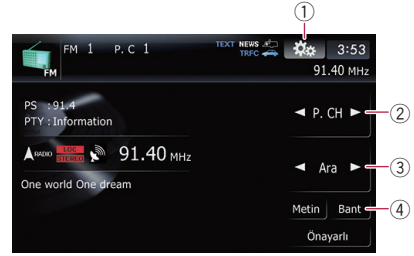 ①
FM 1 P. C 1 TEXT NEWS TRFC 3:53
FM 91.40 MHz
PS : 91.4
PTY : Information
◄ P. CH ► ②
A RADIO LOC STEREO 91.40 MHz
◄ Ara ► ③
One world One dream
Metin Bant ④
Önayarlı